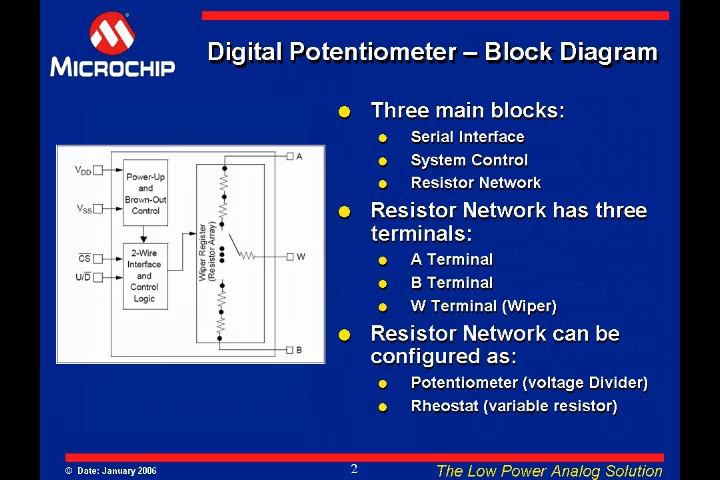 MICROCHIP
Digital Potentiometer – Block Diagram
Three main blocks:
Serial Interface
System Control
Resistor Network
Resistor Network has three
terminals:
A Terminal
B Terminal
W Terminal (Wiper)
Resistor Network can be
configured as:
Potentiometer (voltage Divider)
Rheostat (variable resistor)
VDD
VSS
CS
U/D
Power-Up
and
Brown-Out
Control
2-Wire
Interface
and
Control
Logic
Wiper Register
(Resistor Array)
A
W
B
© Date: January 2006
2
The Low Power Analog Solution